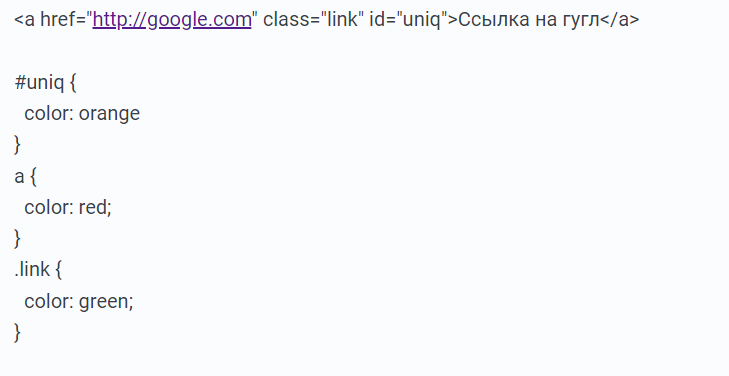 <a href="http://google.com" class="link" id="uniq">Ссылка на гугл</a>
#uniq {
color: orange
}
a {
color: red;
}
.link {
color: green;
}